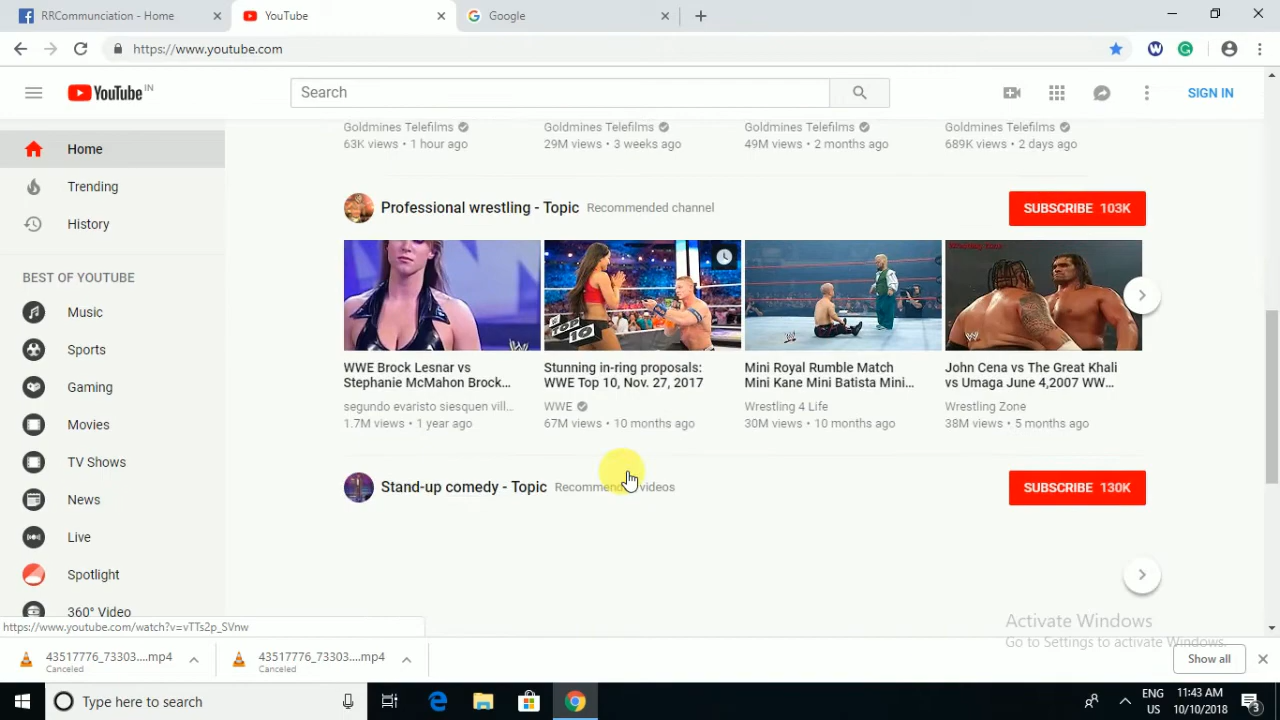 RRCommunciation - Home
YouTube
Google
https://www.youtube.com
YouTube IN
Search
SIGN IN
Home
Trending
History
BEST OF YOUTUBE
Music
Sports
Gaming
Movies
TV Shows
News
Live
Spotlight
360° Video
Goldmines Telefilms
63K views • 1 hour ago
Goldmines Telefilms
29M views • 3 weeks ago
Goldmines Telefilms
49M views • 2 months ago
Goldmines Telefilms
689K views • 2 days ago
Professional wrestling - Topic Recommended channel
SUBSCRIBE 103K
TOP 10
WWE Brock Lesnar vs
Stephanie McMahon Brock...
segundo evaristo siesquen vill...
1.7M views • 1 year ago
Stunning in-ring proposals:
WWE Top 10, Nov. 27, 2017
WWE
67M views • 10 months ago
Mini Royal Rumble Match
Mini Kane Mini Batista Mini...
Wrestling 4 Life
30M views • 10 months ago
John Cena vs The Great Khali
vs Umaga June 4,2007 WW...
Wrestling Zone
38M views • 5 months ago
Stand-up comedy - Topic Recommen videos
SUBSCRIBE 130K
https://www.youtube.com/watch?v=vTTs2p_SVnw
Activate Windows
Go to Settings to activate Windows.
43517776_73303....mp4
Canceled
43517776_73303....mp4
Canceled
Show all
Type here to search
ENG
US
11:43 AM
10/10/2018
3